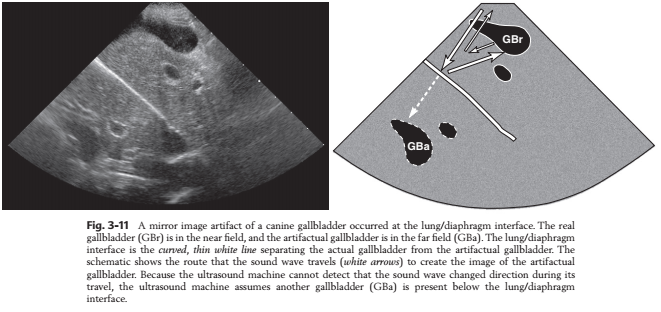 GBr
GBa
Fig. 3-11 A mirror image artifact of a canine gallbladder occurred at the lung/diaphragm interface. The real
gallbladder (GBr) is in the near field, and the artifactual gallbladder is in the far field (GBa). The lung/diaphragm
interface is the curved, thin white line separating the actual gallbladder from the artifactual gallbladder. The
schematic shows the route that the sound wave travels (white arrows) to create the image of the artifactual
gallbladder. Because the ultrasound machine cannot detect that the sound wave changed direction during its
travel, the ultrasound machine assumes another gallbladder (GBa) is present below the lung/diaphragm
interface.